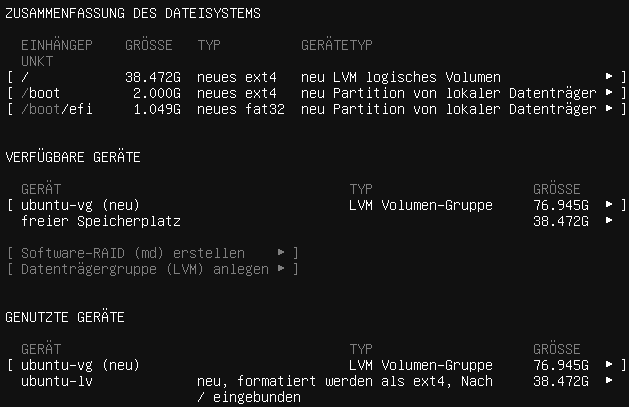 ZUSAMMENFASSUNG DES DATEISYSTEMS
EINHÄNGEP GRÖSSE TYP GERÄTETYP
UNKT
[ / 38.472G neues ext4 neu LVM logisches Volumen ▸ ]
[ /boot 2.000G neues ext4 neu Partition von lokaler Datenträger ▸ ]
[ /boot/efi 1.049G neues fat32 neu Partition von lokaler Datenträger ▸ ]
VERFÜGBARE GERÄTE
GERÄT TYP GRÖSSE
[ ubuntu-vg (neu) LVM Volumen-Gruppe 76.945G ▸ ]
freier Speicherplatz 38.472G ▸
[ Software-RAID (md) erstellen ▸ ]
[ Datenträgergruppe (LVM) anlegen ▸ ]
GENUTZTE GERÄTE
GERÄT TYP GRÖSSE
[ ubuntu-vg (neu) LVM Volumen-Gruppe 76.945G ▸ ]
ubuntu-lv neu, formatiert werden als ext4, Nach 38.472G ▸
/ eingebunden